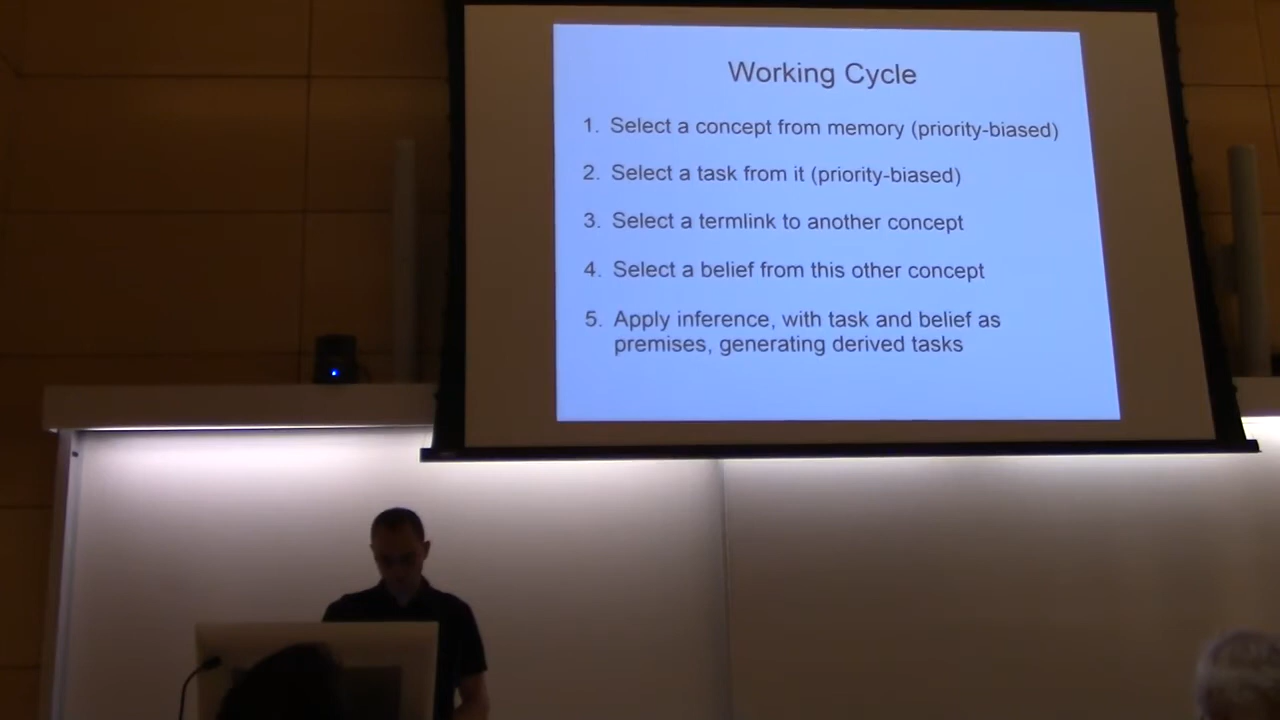 Working Cycle
1. Select a concept from memory (priority-biased)
2. Select a task from it (priority-biased)
3. Select a termlink to another concept
4. Select a belief from this other concept
5. Apply inference, with task and belief as
premises, generating derived tasks